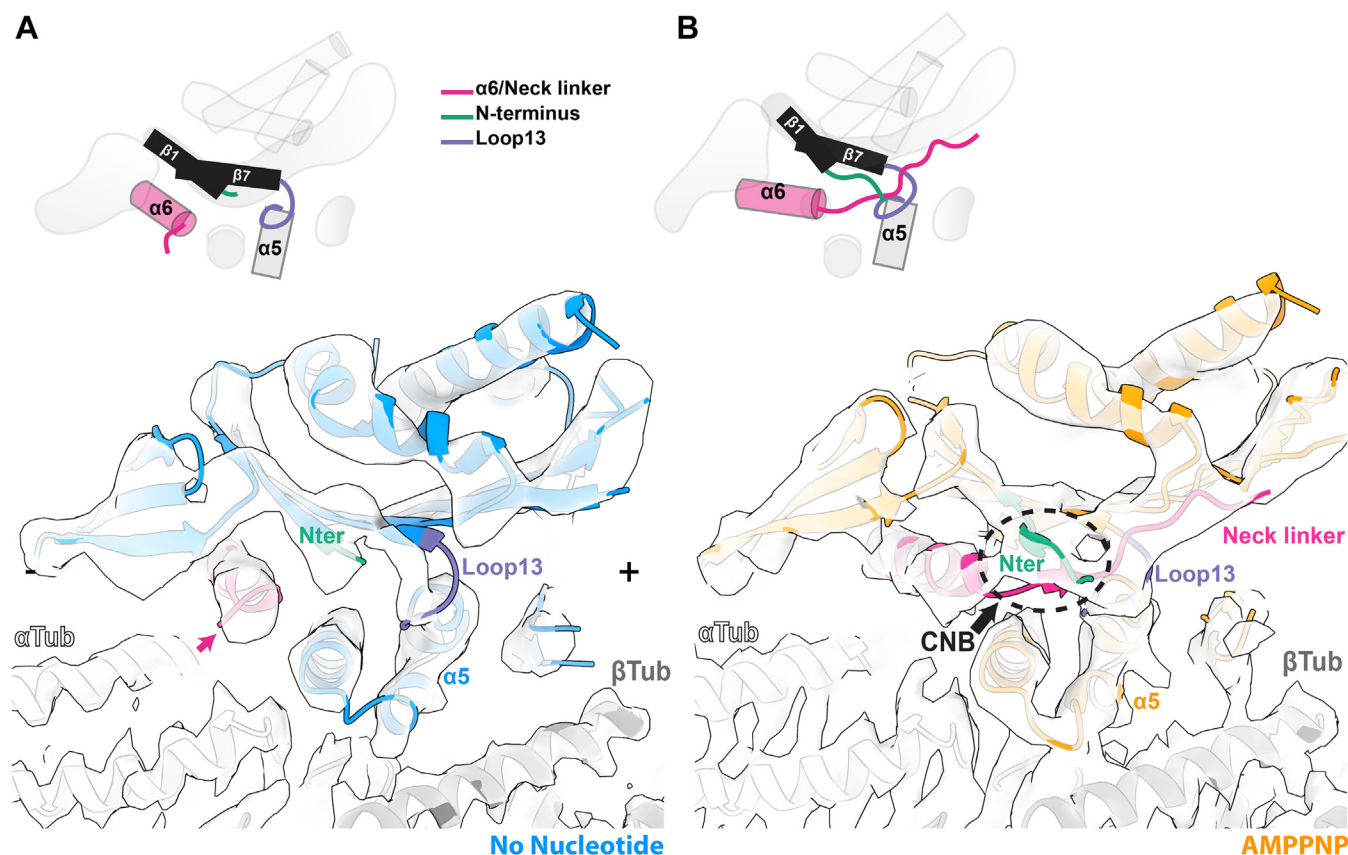 A
B
α6/Neck linker
N-terminus
Loop13
β1
β7
α6
α5
β1
β7
α6
α5
Nter
Loop13
-
+
αTub
α5
βTub
No Nucleotide
Neck linker
Nter
Loop13
CNB
αTub
α5
βTub
AMPPNP